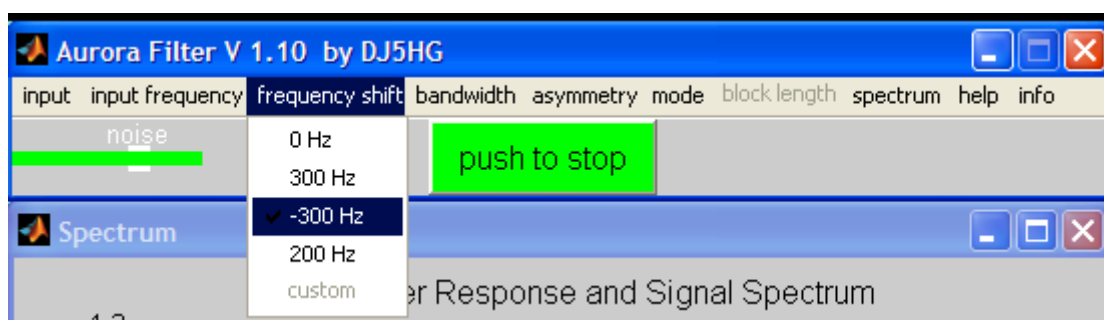 Aurora Filter V 1.10 by DJ5HG
input input frequency frequency shift bandwidth asymmetry mode block length spectrum help info
noise
push to stop
0 Hz
300 Hz
-300 Hz
200 Hz
custom
Spectrum
er Response and Signal Spectrum